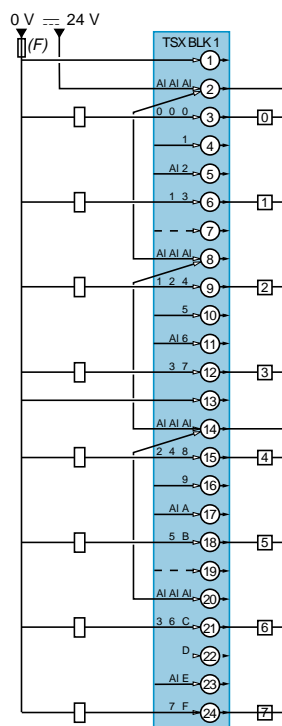 0 V ⎓ 24 V
(F)
TSX BLK 1
1
AI AI AI 2
0 0 0 3 0
1 4
AI 2 5
1 3 6 1
7
AI AI AI 8
1 2 4 9 2
5 10
AI 6 11
3 7 12 3
13
AI AI AI 14
2 4 8 15 4
9 16
AI A 17
5 B 18 5
19
AI AI AI 20
3 6 C 21 6
D 22
AI E 23
7 F 24 7